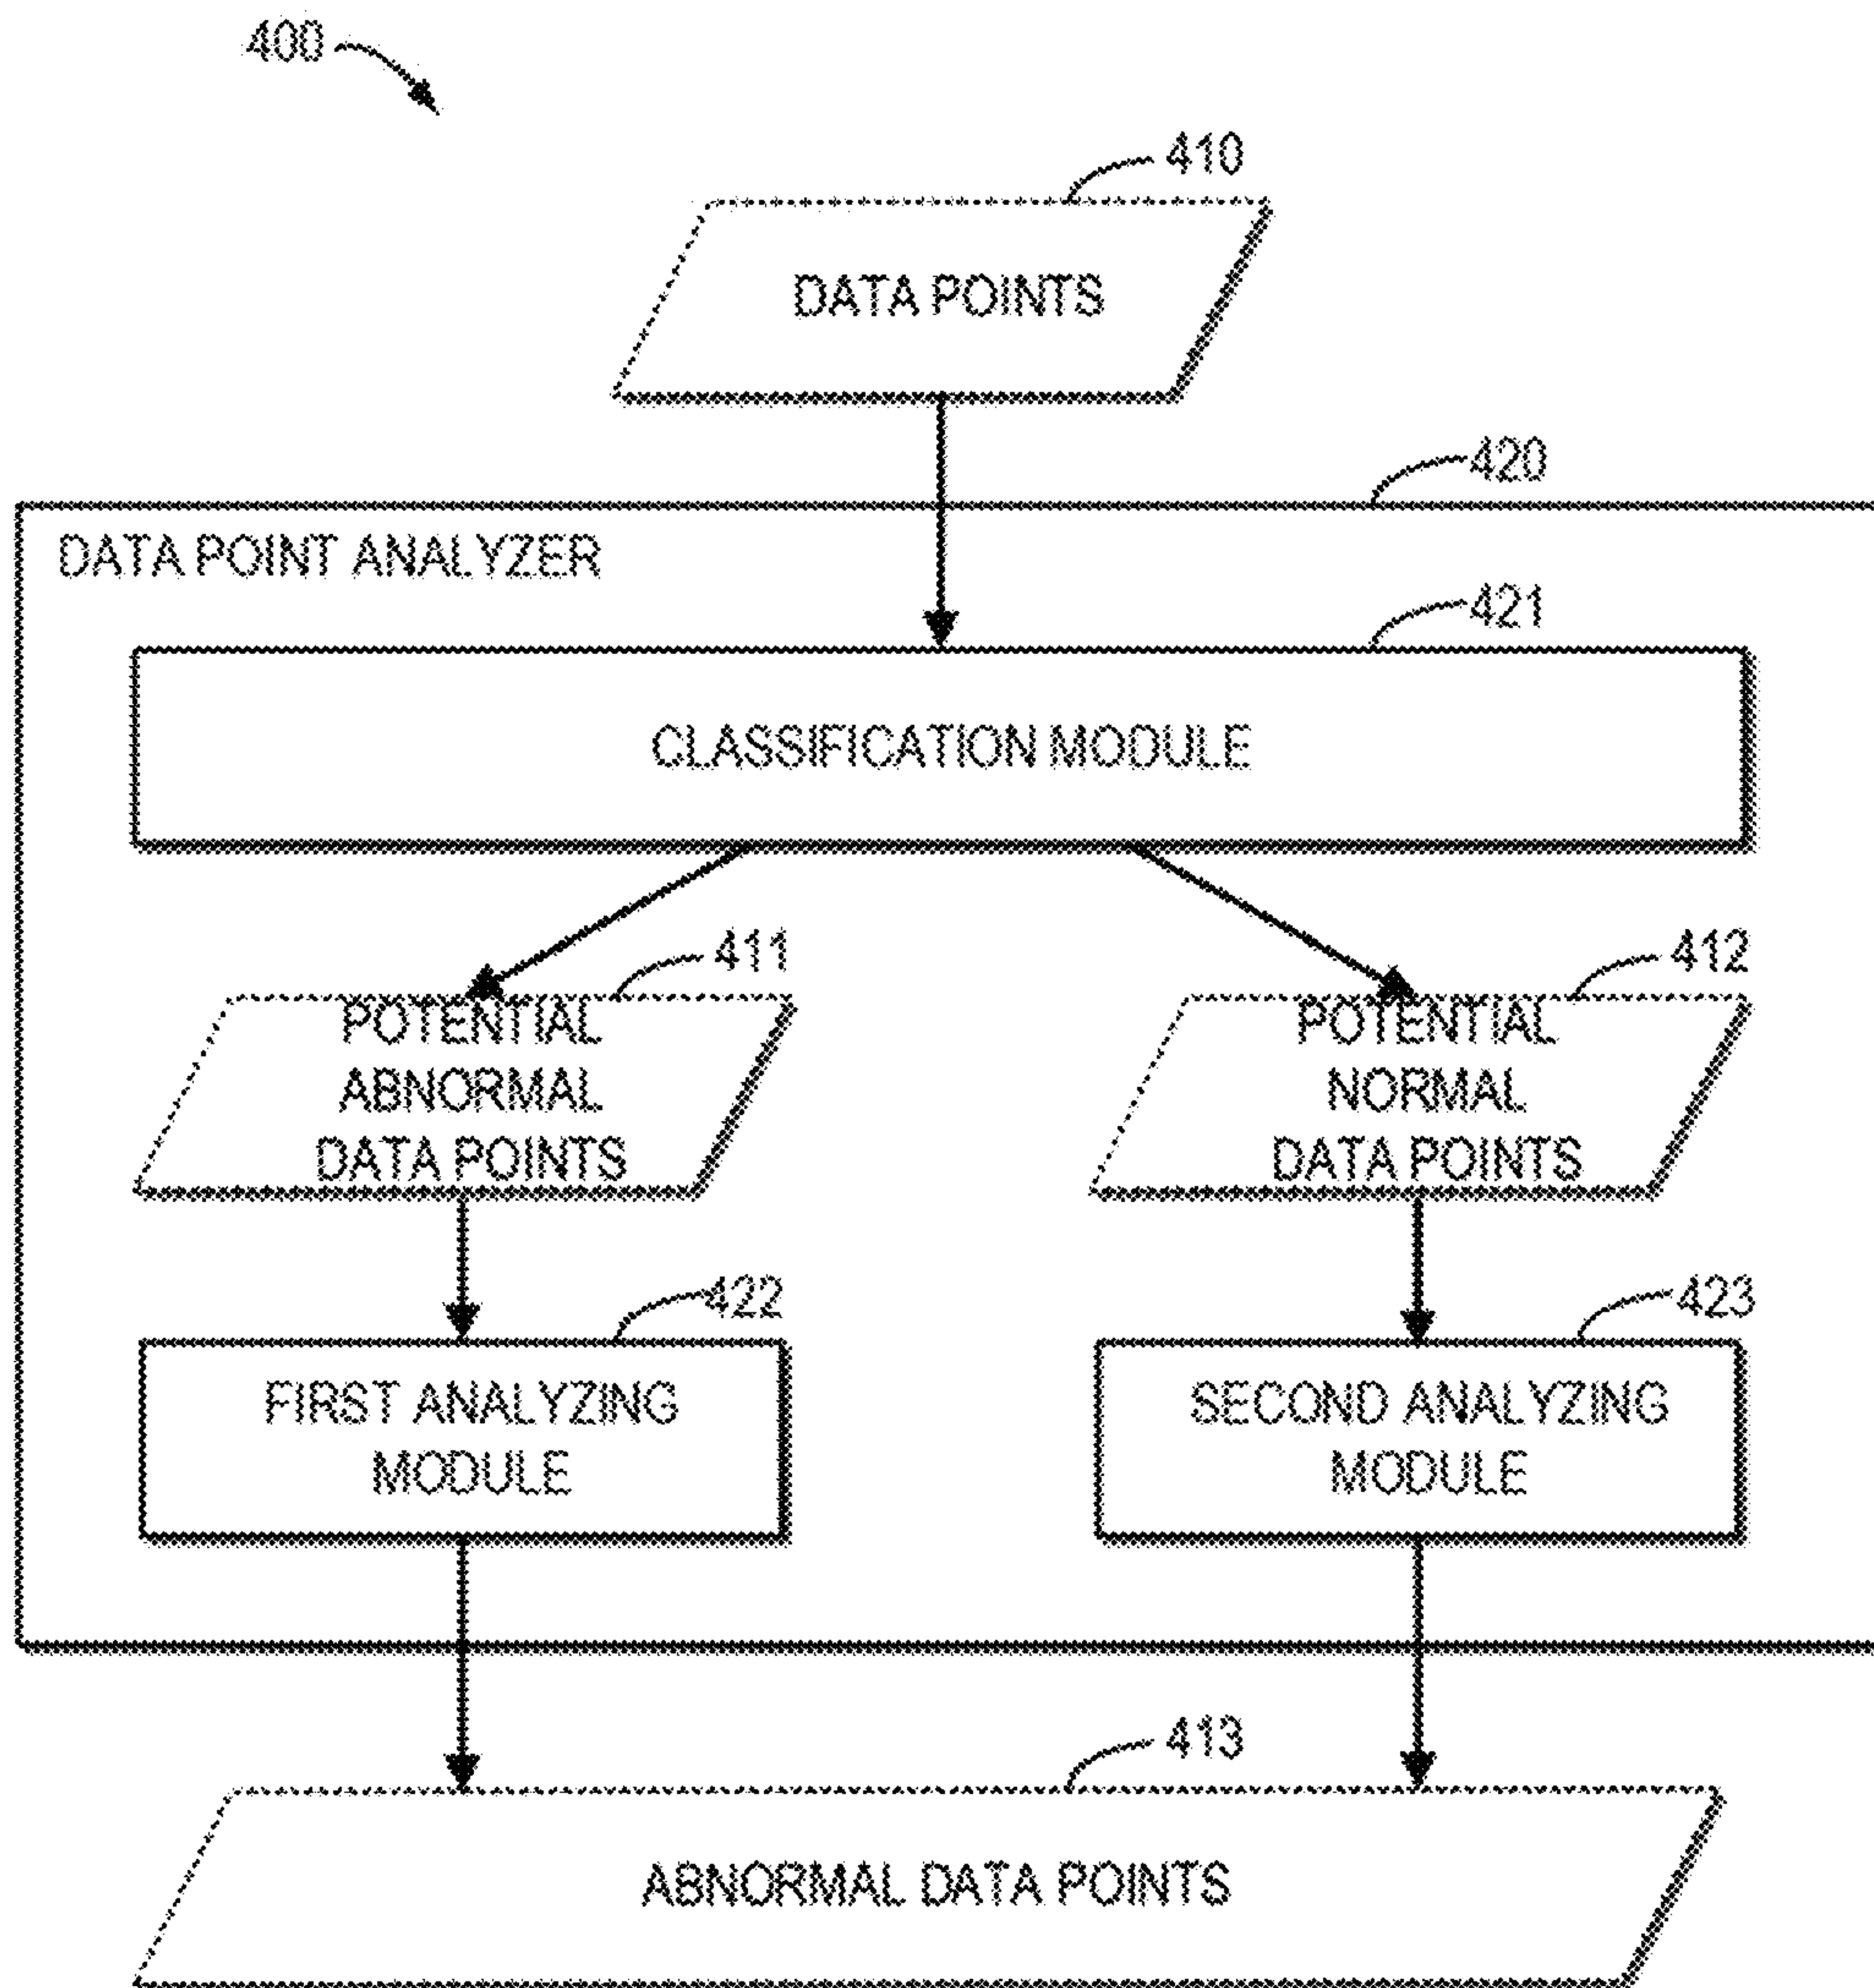 400
410
DATA POINTS
420
DATA POINT ANALYZER
421
CLASSIFICATION MODULE
411
412
POTENTIAL
ABNORMAL
DATA POINTS
POTENTIAL
NORMAL
DATA POINTS
422
423
FIRST ANALYZING
MODULE
SECOND ANALYZING
MODULE
413
ABNORMAL DATA POINTS